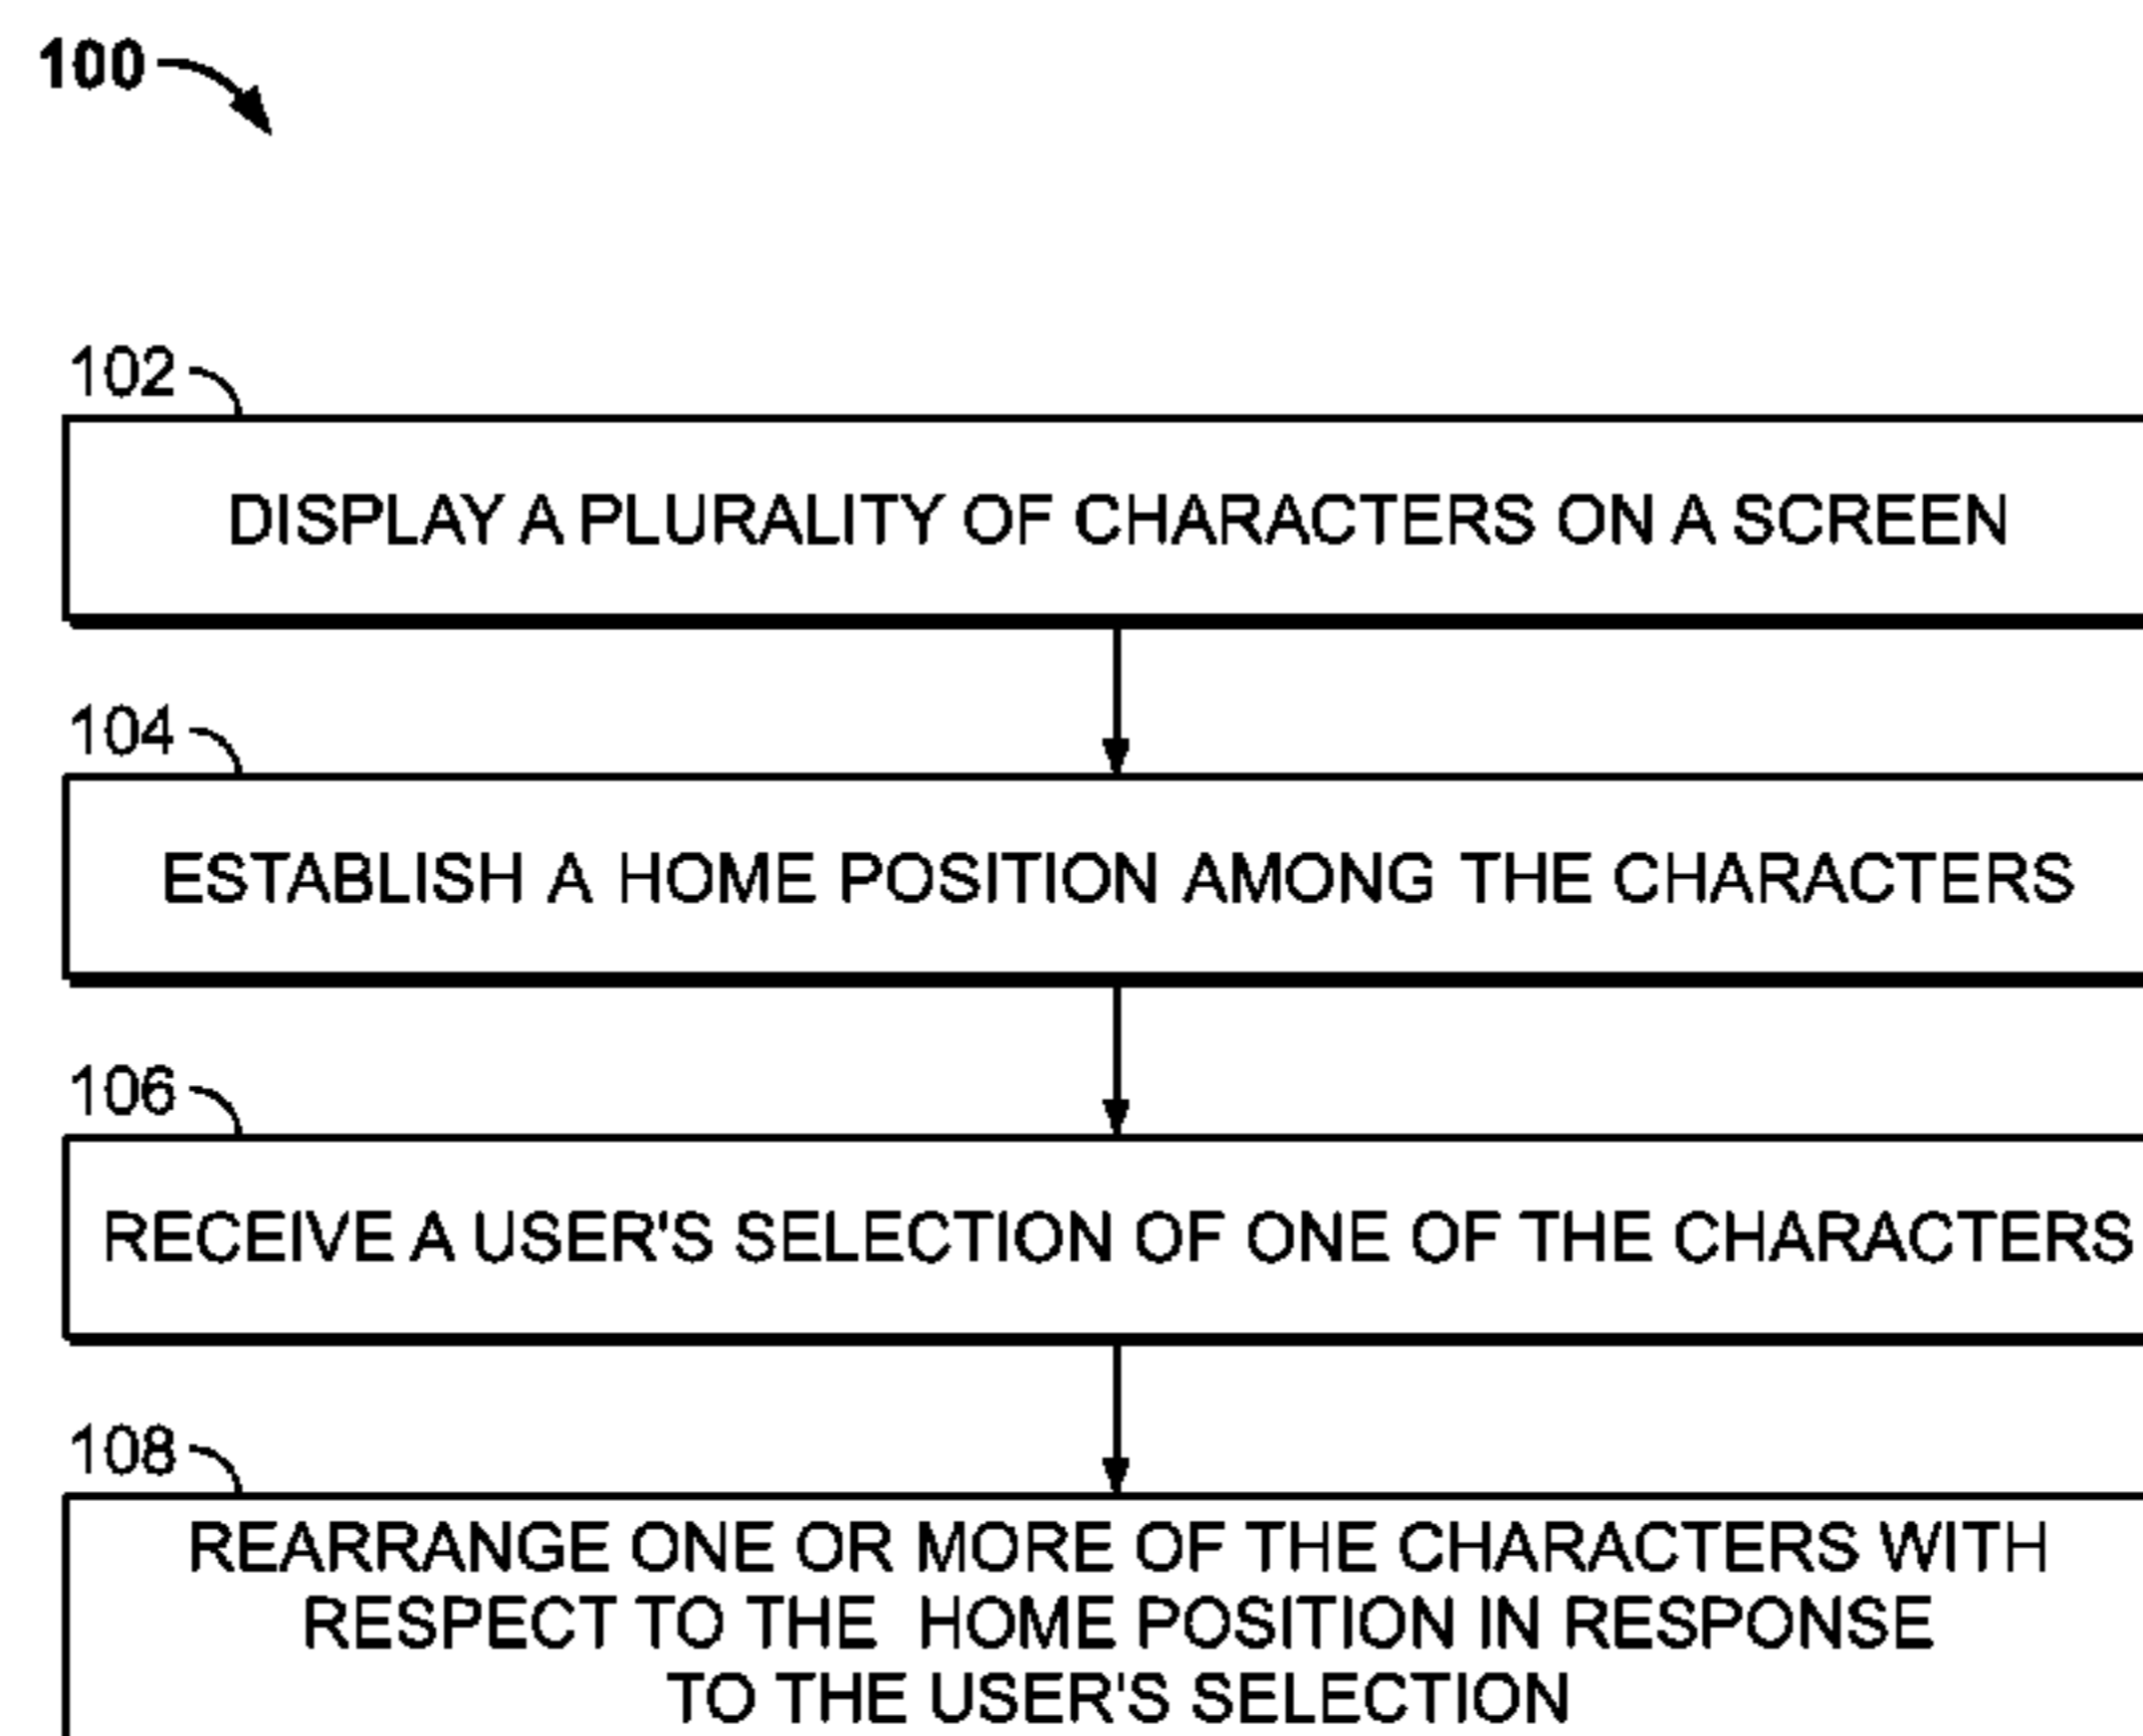 100
102
DISPLAY A PLURALITY OF CHARACTERS ON A SCREEN
104
ESTABLISH A HOME POSITION AMONG THE CHARACTERS
106
RECEIVE A USER'S SELECTION OF ONE OF THE CHARACTERS
108
REARRANGE ONE OR MORE OF THE CHARACTERS WITH
RESPECT TO THE HOME POSITION IN RESPONSE
TO THE USER'S SELECTION